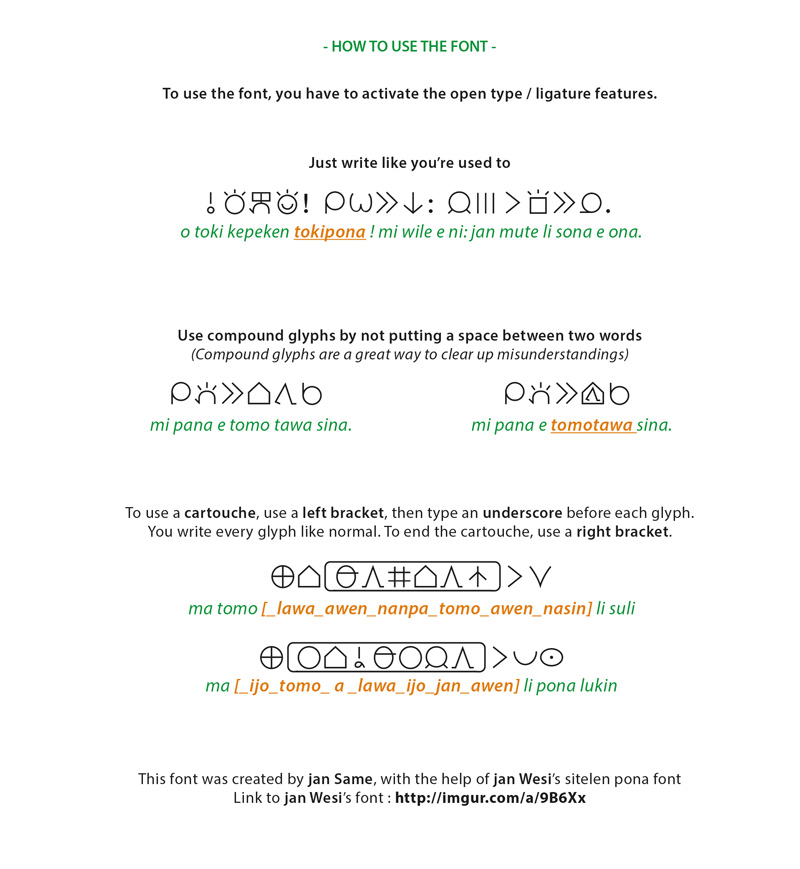 - HOW TO USE THE FONT -
To use the font, you have to activate the open type / ligature features.
Just write like you’re used to
o toki kepeken tokipona ! mi wile e ni: jan mute li sona e ona.
Use compound glyphs by not putting a space between two words
(Compound glyphs are a great way to clear up misunderstandings)
mi pana e tomo tawa sina.
mi pana e tomotawa sina.
To use a cartouche, use a left bracket, then type an underscore before each glyph.
You write every glyph like normal. To end the cartouche, use a right bracket.
ma tomo [_lawa_awen_nanpa_tomo_awen_nasin] li suli
ma [_ijo_tomo_ a _lawa_ijo_jan_awen] li pona lukin
This font was created by jan Same, with the help of jan Wesi’s sitelen pona font
Link to jan Wesi’s font : http://imgur.com/a/9B6Xx